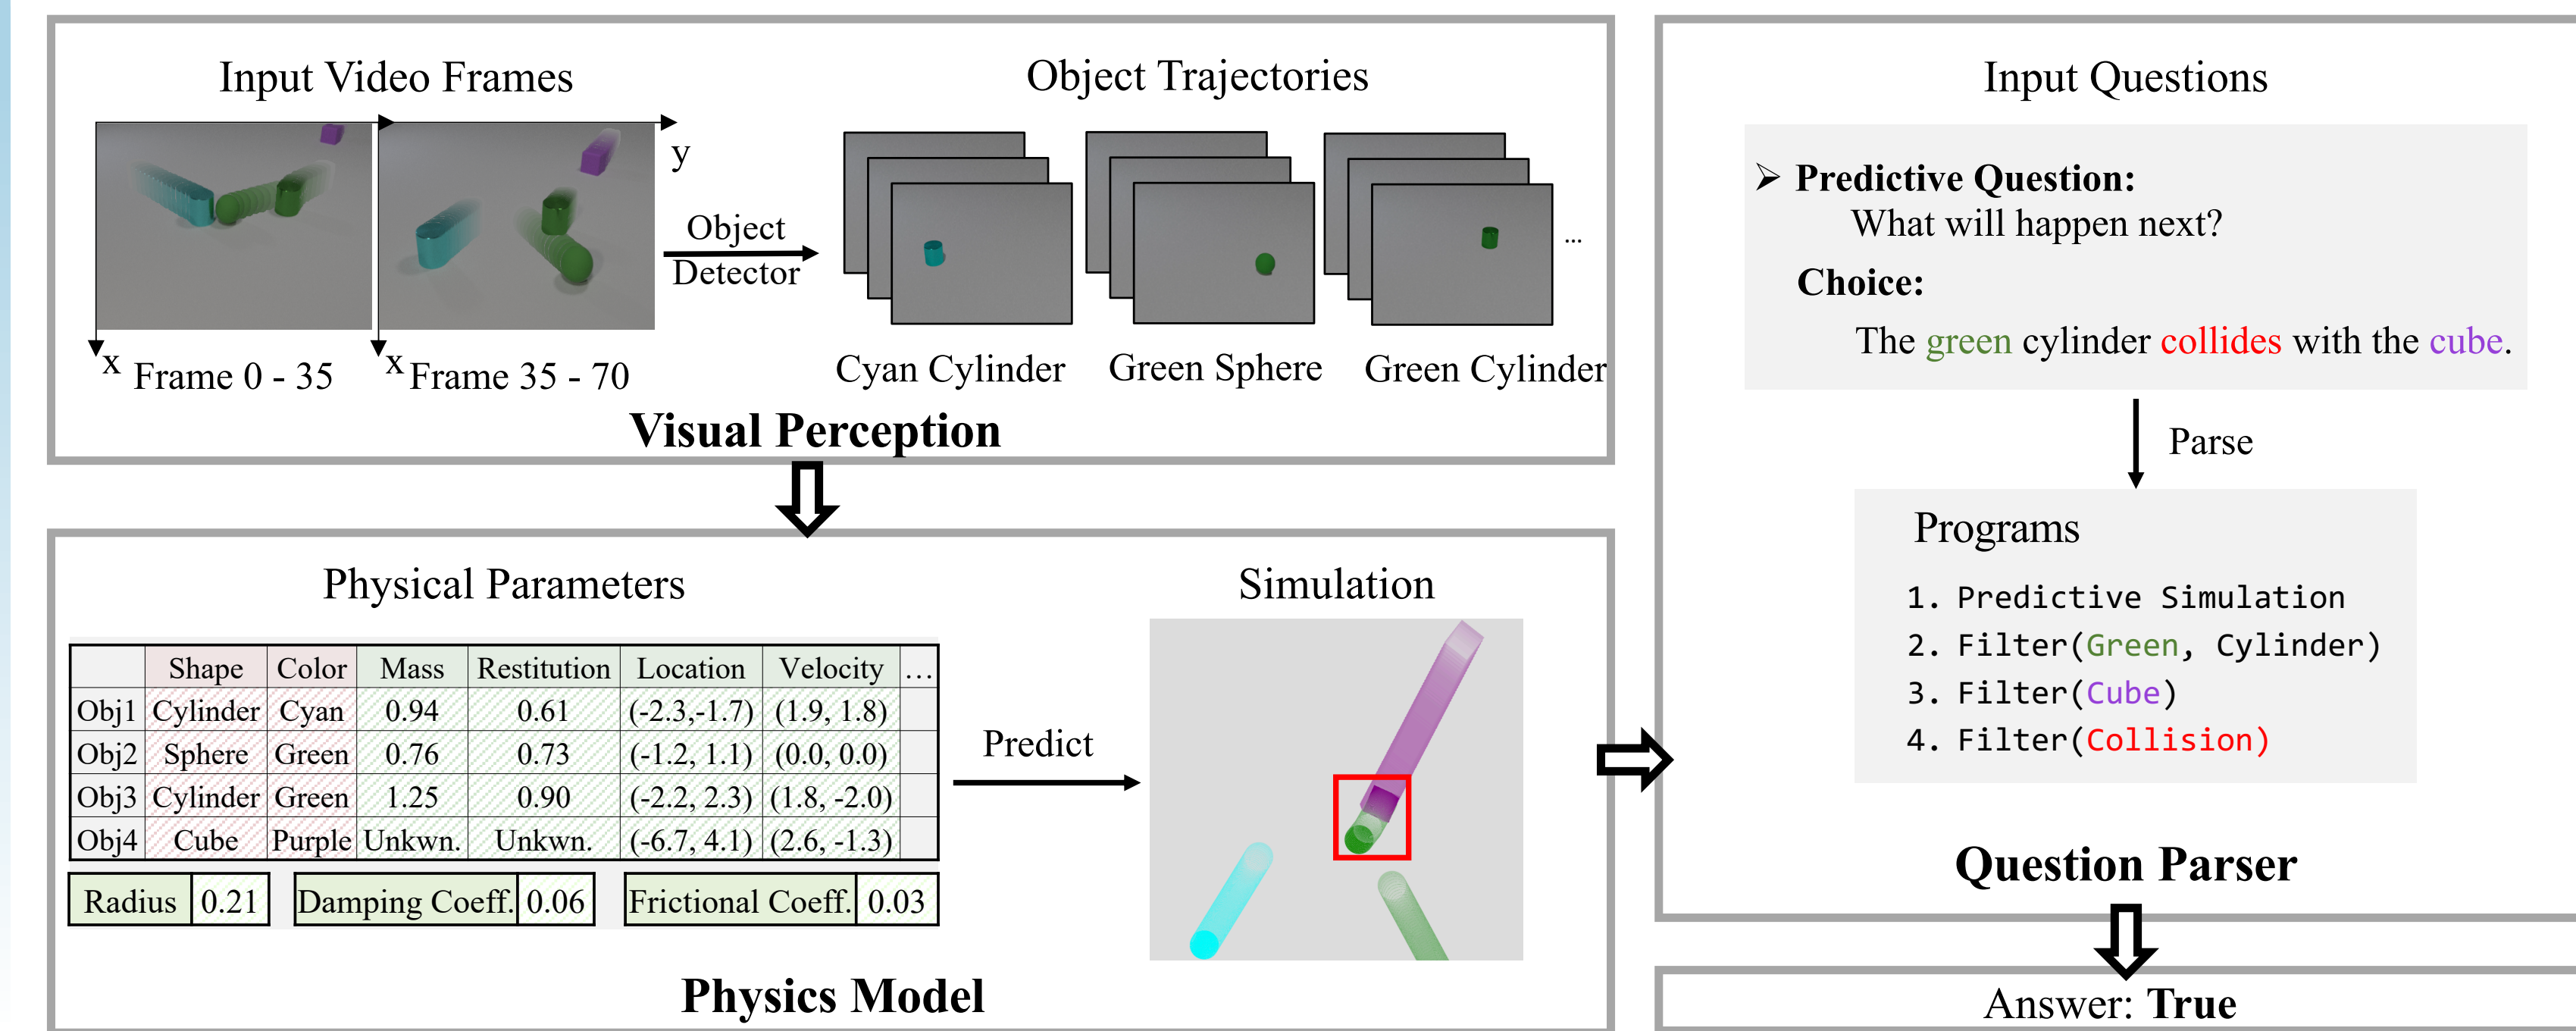 Input Video Frames
Object Trajectories
y
x
Frame 0 - 35
x
Frame 35 - 70
Object
Detector
...
Cyan Cylinder
Green Sphere
Green Cylinder
Visual Perception
Physical Parameters
Shape Color Mass Restitution Location Velocity ...
Obj1 Cylinder Cyan 0.94 0.61 (-2.3,-1.7) (1.9, 1.8)
Obj2 Sphere Green 0.76 0.73 (-1.2, 1.1) (0.0, 0.0)
Obj3 Cylinder Green 1.25 0.90 (-2.2, 2.3) (1.8, -2.0)
Obj4 Cube Purple Unkwn. Unkwn. (-6.7, 4.1) (2.6, -1.3)
Radius 0.21 Damping Coeff. 0.06 Frictional Coeff. 0.03
Predict
Simulation
Physics Model
Input Questions
➢ Predictive Question:
What will happen next?
Choice:
The green cylinder collides with the cube.
Parse
Programs
1. Predictive Simulation
2. Filter(Green, Cylinder)
3. Filter(Cube)
4. Filter(Collision)
Question Parser
Answer: True